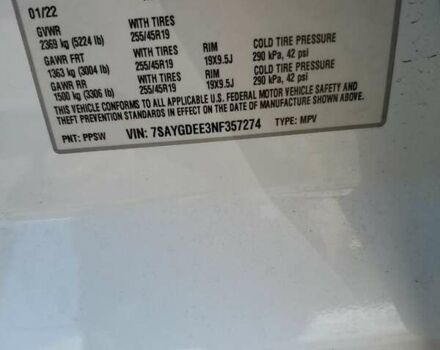 01/22
GVWR WITH TIRES
2369 kg (5224 lb) 255/45R19
GAWR FRT WITH TIRES RIM COLD TIRE PRESSURE
1363 kg (3004 lb) 255/45R19 19X9.5J 290 kPa, 42 psi
GAWR RR WITH TIRES RIM COLD TIRE PRESSURE
1500 kg (3306 lb) 255/45R19 19X9.5J 290 kPa, 42 psi
THIS VEHICLE CONFORMS TO ALL APPLICABLE U.S. FEDERAL MOTOR VEHICLE SAFETY AND
THEFT PREVENTION STANDARDS IN EFFECT ON THE DATE OF MANUFACTURE SHOWN ABOVE.
PNT: PPSW VIN: 7SAYGDEE3NF357274 TYPE: MPV